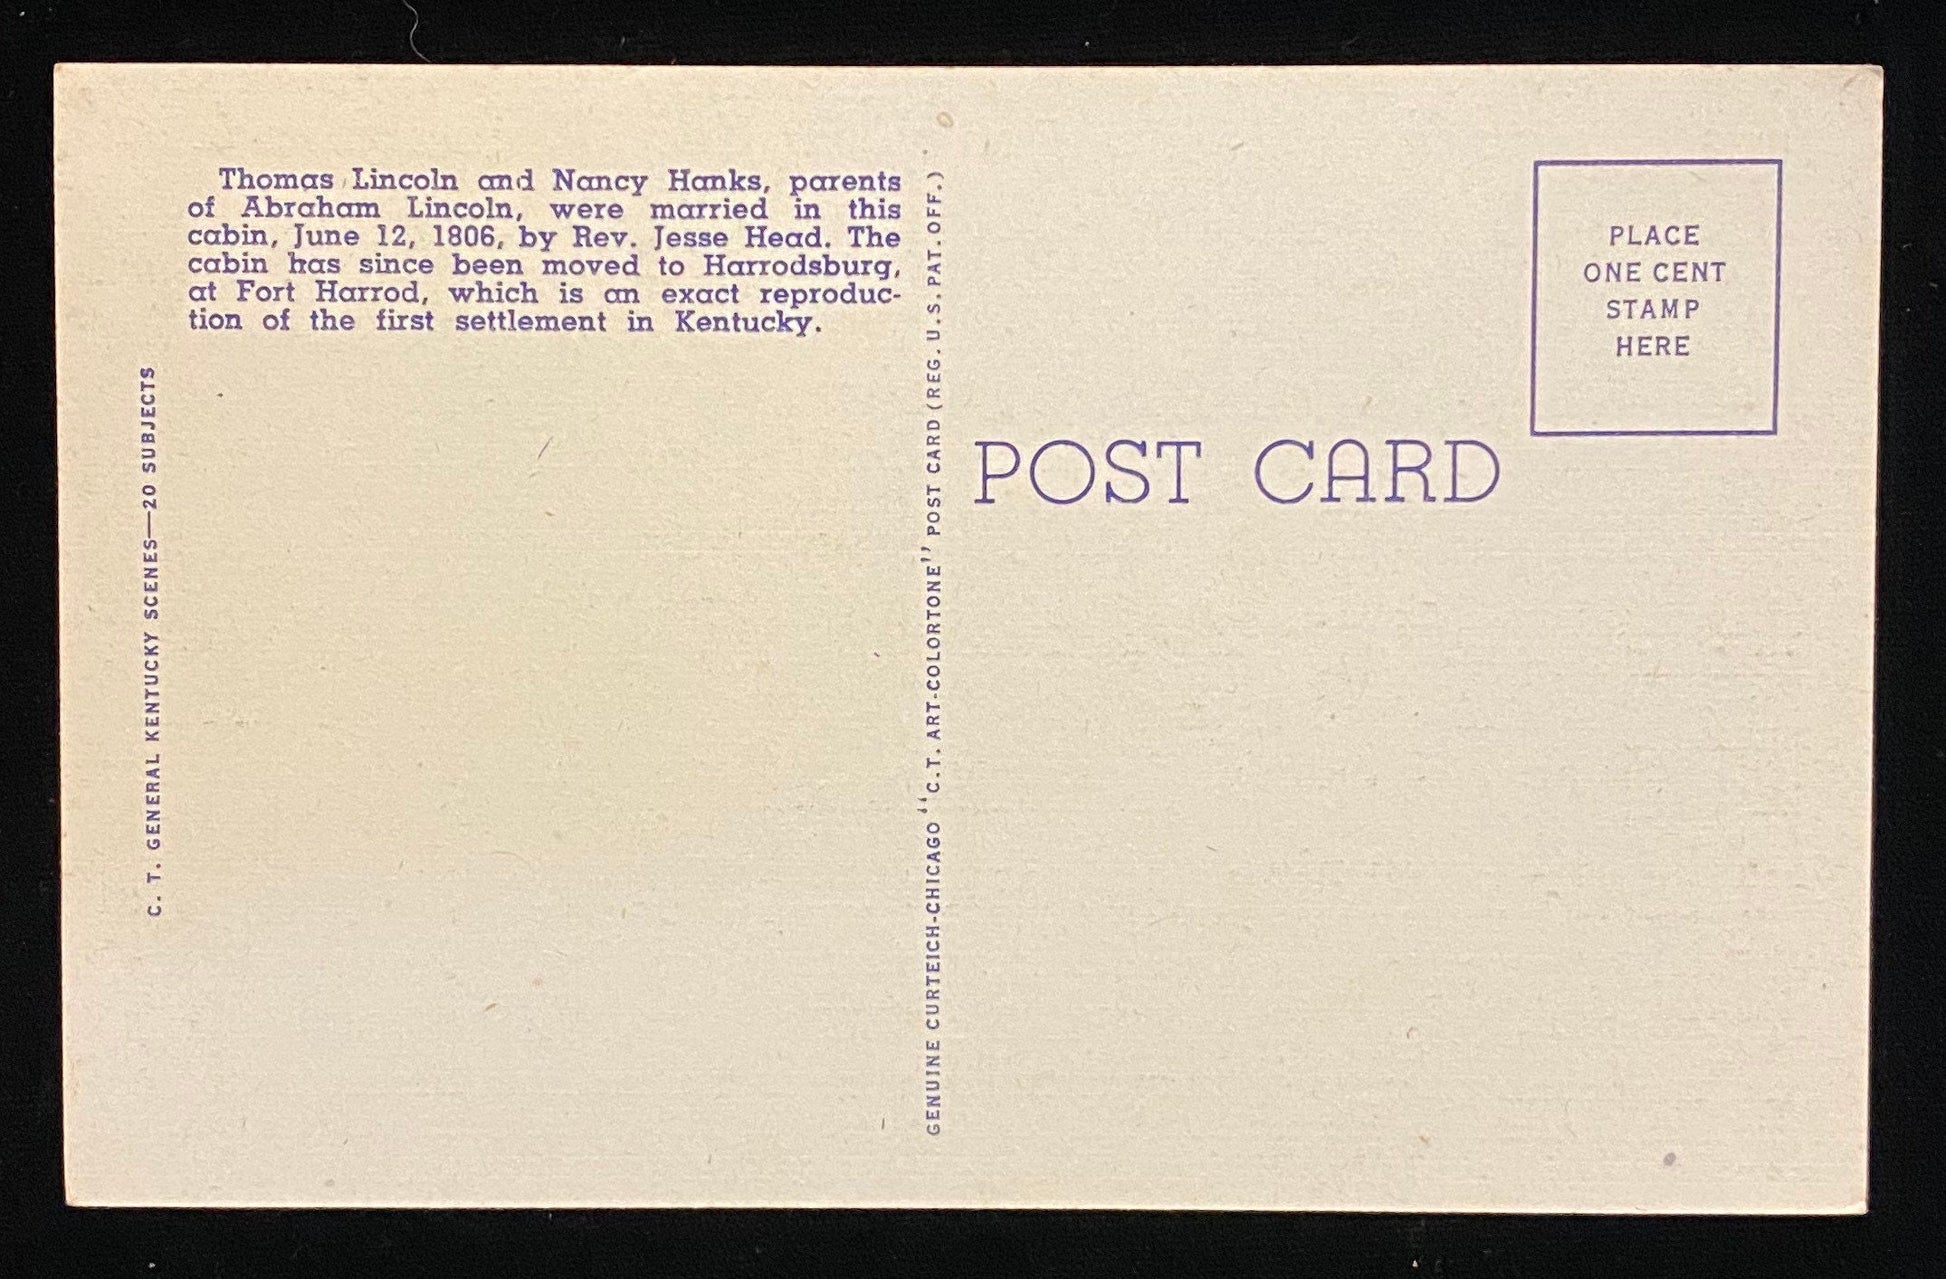 Thomas Lincoln and Nancy Hanks, parents
of Abraham Lincoln, were married in this
cabin, June 12, 1806, by Rev. Jesse Head. The
cabin has since been moved to Harrodsburg,
at Fort Harrod, which is an exact reproduc-
tion of the first settlement in Kentucky.
C. T. GENERAL KENTUCKY SCENES—20 SUBJECTS
GENUINE CURTEICH-CHICAGO "C.T. ART-COLORTONE" POST CARD (REG. U.S. PAT. OFF.)
POST CARD
PLACE
ONE CENT
STAMP
HERE